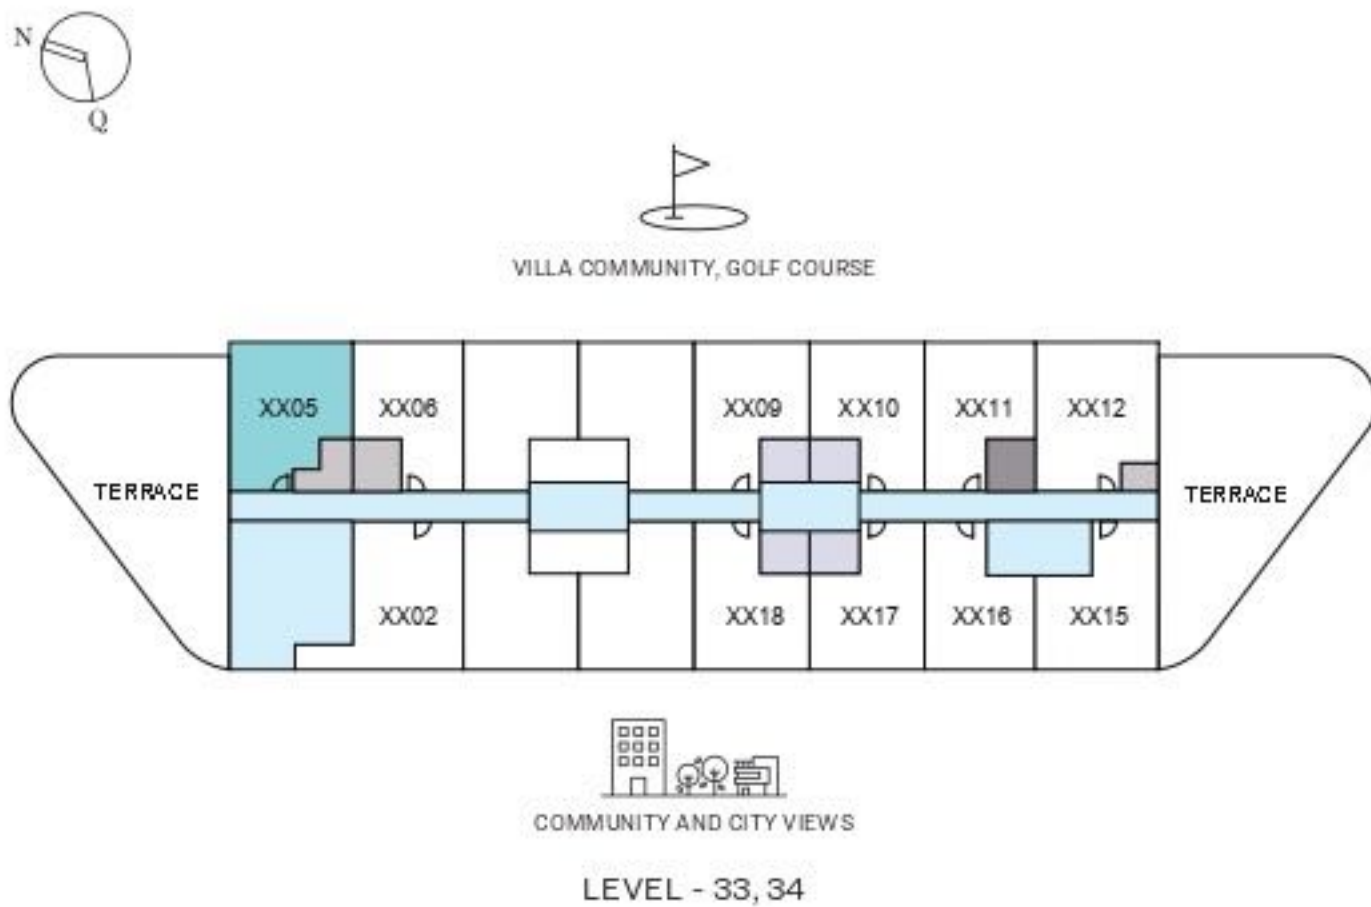 N
Q
VILLA COMMUNITY, GOLF COURSE
XX05 XX06 XX09 XX10 XX11 XX12
TERRACE TERRACE
XX02 XX18 XX17 XX16 XX15
COMMUNITY AND CITY VIEWS
LEVEL - 33, 34